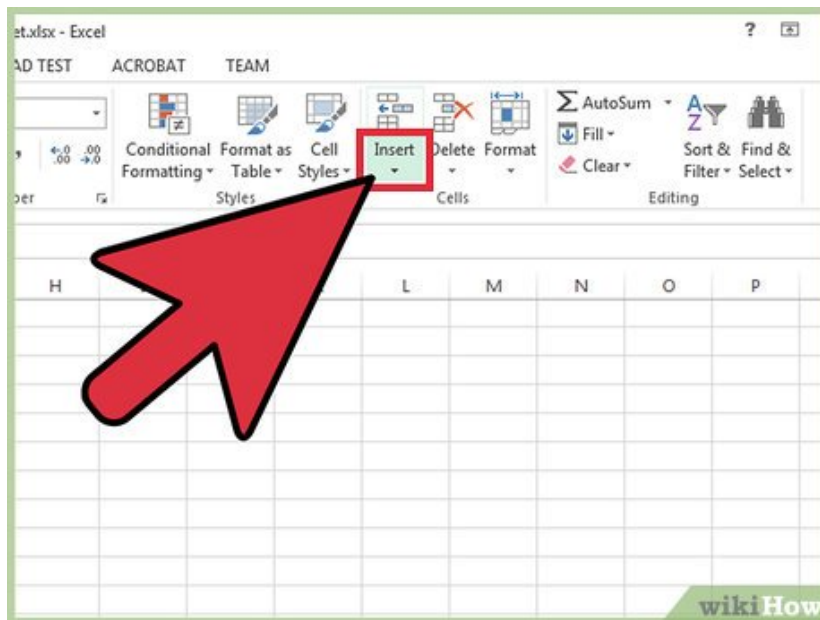 et.xlsx - Excel
?
AD TEST ACROBAT TEAM
Conditional Formatting
Format as Table
Cell Styles
Insert
Delete
Format
AutoSum
Fill
Clear
Sort & Filter
Find & Select
Styles
Cells
Editing
H L M N O P
wikiHow